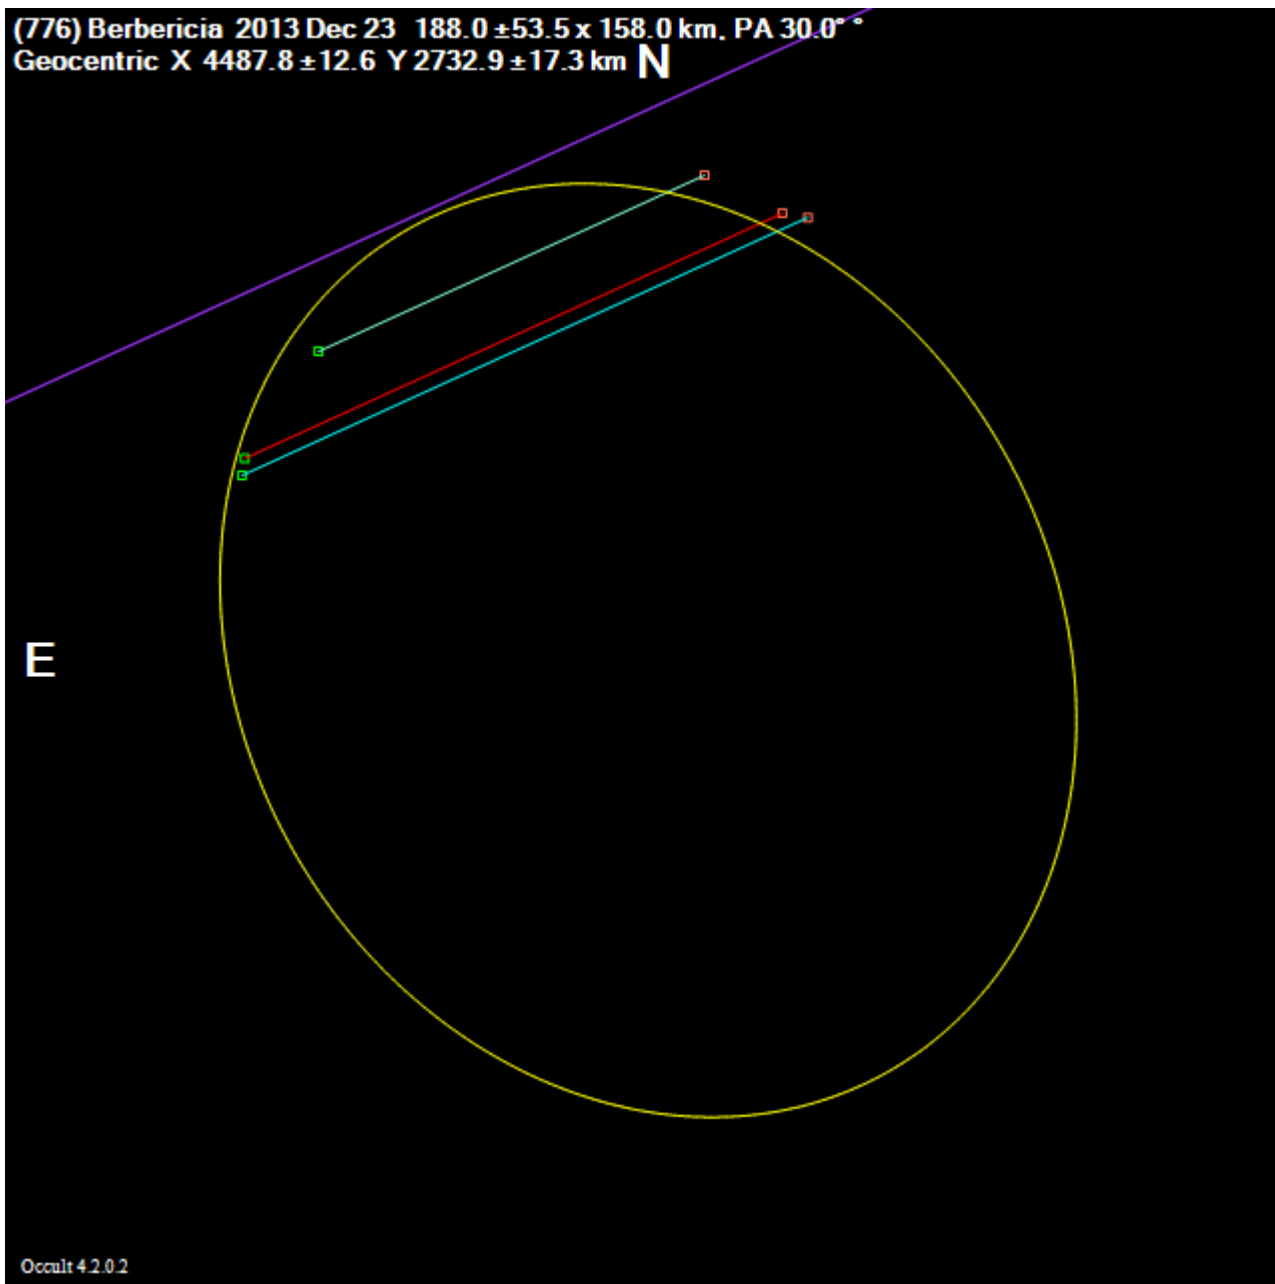 (776) Berbericia 2013 Dec 23 188.0 ±53.5 x 158.0 km, PA 30.0° °
Geocentric X 4487.8 ±12.6 Y 2732.9 ±17.3 km N
E
Occult 4.2.0.2